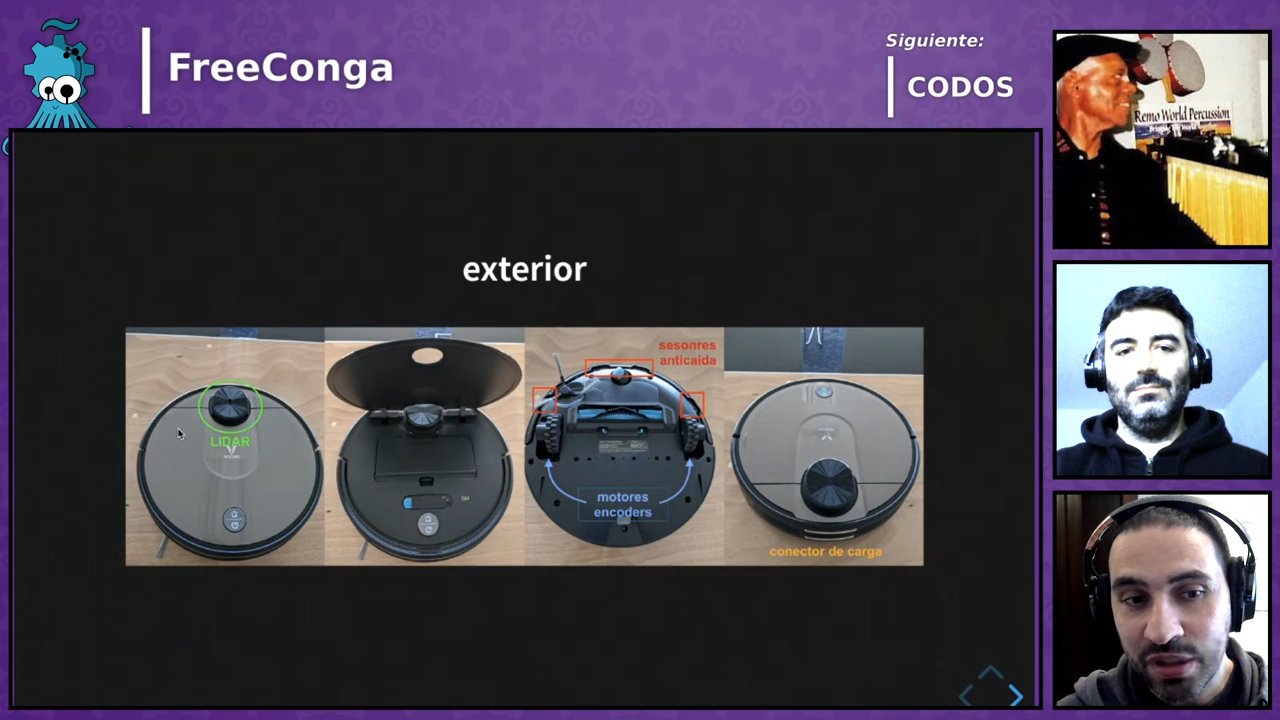 FreeConga
Siguiente:
CODOS
Remo World Percussion
exterior
LIDAR
sesonres
anticaida
motores
encoders
conector de carga